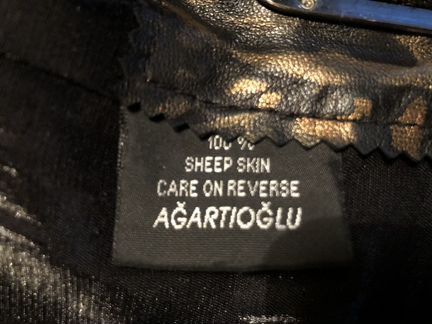 100 %
SHEEP SKIN
CARE ON REVERSE
AĞARTIOĞLU